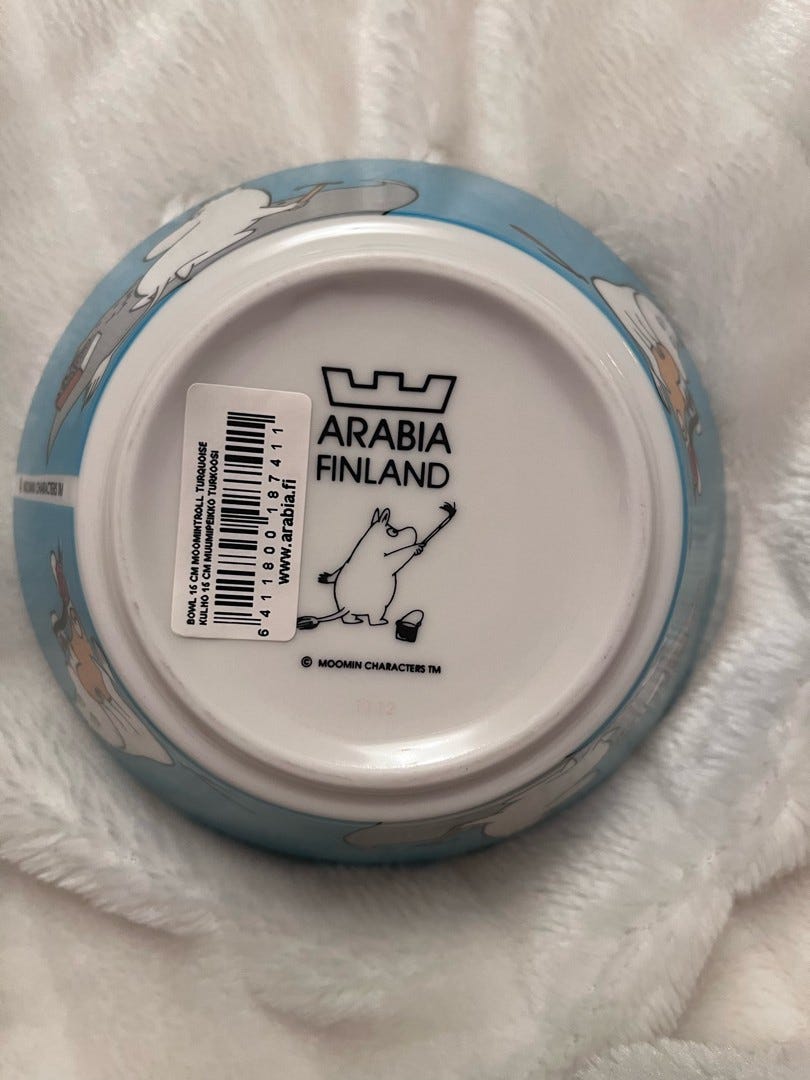 ARABIA
FINLAND
© MOOMIN CHARACTERS TM
BOWL 15 CM MOOMINTROLL TURQUOISE
KULHO 15 CM MUUMIPEIKKO TURKOOSI
6 411800 187411
www.arabia.fi